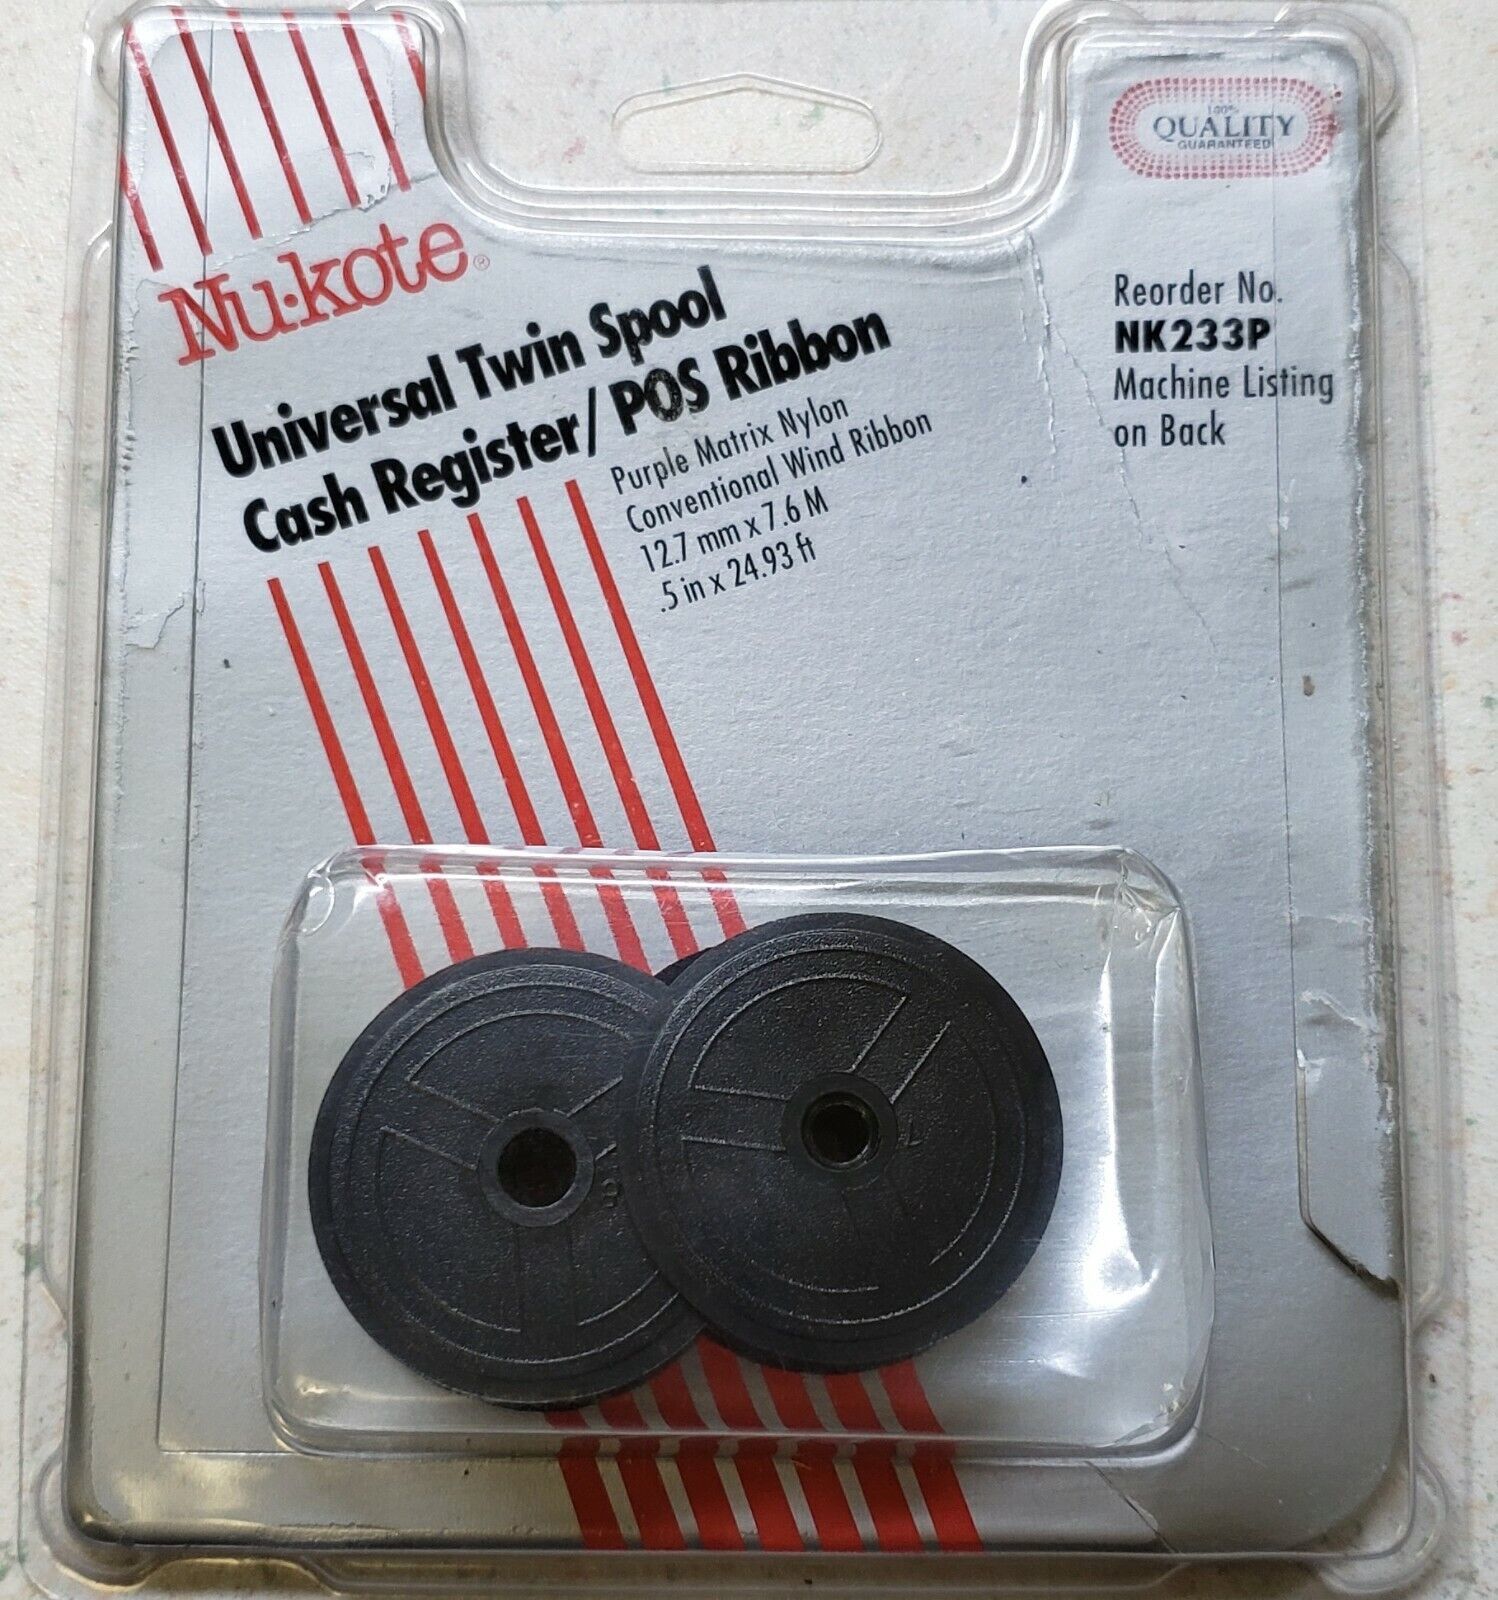 Nu-kote®
Universal Twin Spool
Cash Register/POS Ribbon
Purple Matrix Nylon
Conventional Wind Ribbon
12.7 mm x 7.6 M
.5 in x 24.93 ft
100%
QUALITY
GUARANTEED
Reorder No.
NK233P
Machine Listing
on Back
8
L